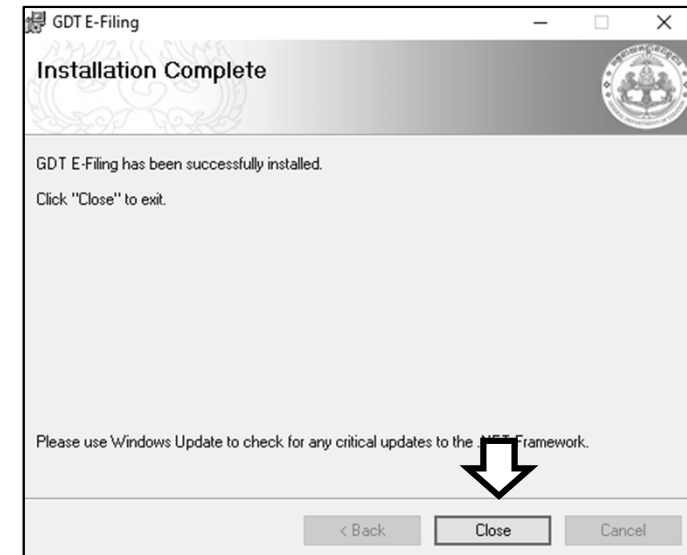 GDT E-Filing
Installation Complete
GDT E-Filing has been successfully installed.
Click "Close" to exit.
Please use Windows Update to check for any critical updates to the .NET Framework.
< Back Close Cancel